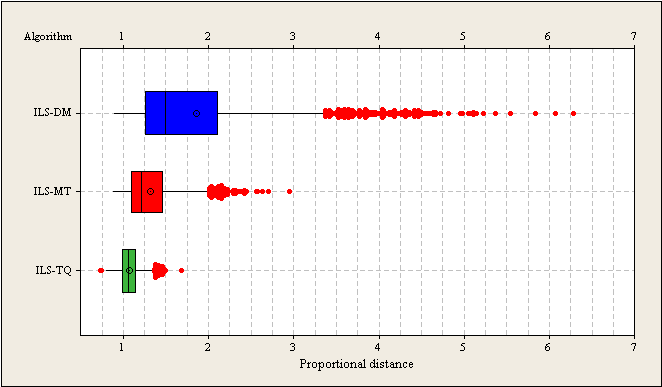 Algorithm
1 2 3 4 5 6 7
ILS-DM
ILS-MT
ILS-TQ
1 2 3 4 5 6 7
Proportional distance